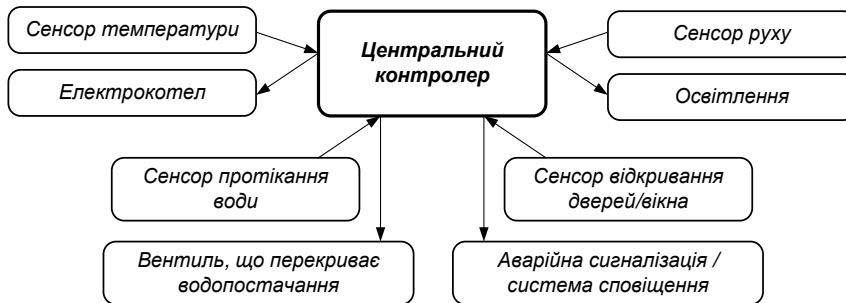 Сенсор температури
Центральний
контролер
Сенсор руху
Електрокотел
Освітлення
Сенсор протікання
води
Сенсор відкривання
дверей/вікна
Вентиль, що перекриває
водопостачання
Аварійна сигналізація /
система сповіщення